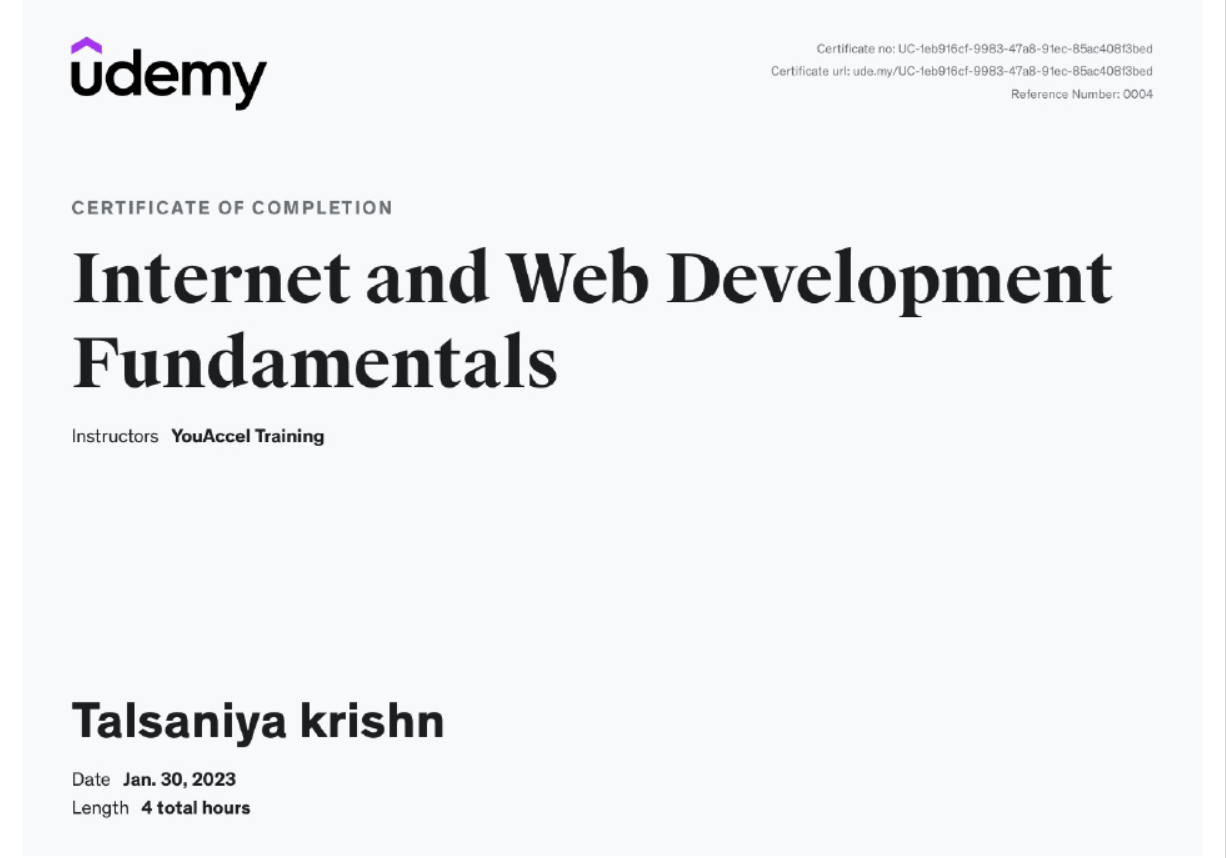 udemy
Certificate no: UC-1eb916cf-9983-47a8-91ec-85ac408f3bed
Certificate url: ude.my/UC-1eb916cf-9983-47a8-91ec-85ac408f3bed
Reference Number: 0004
CERTIFICATE OF COMPLETION
Internet and Web Development
Fundamentals
Instructors YouAccel Training
Talsaniya krishn
Date Jan. 30, 2023
Length 4 total hours